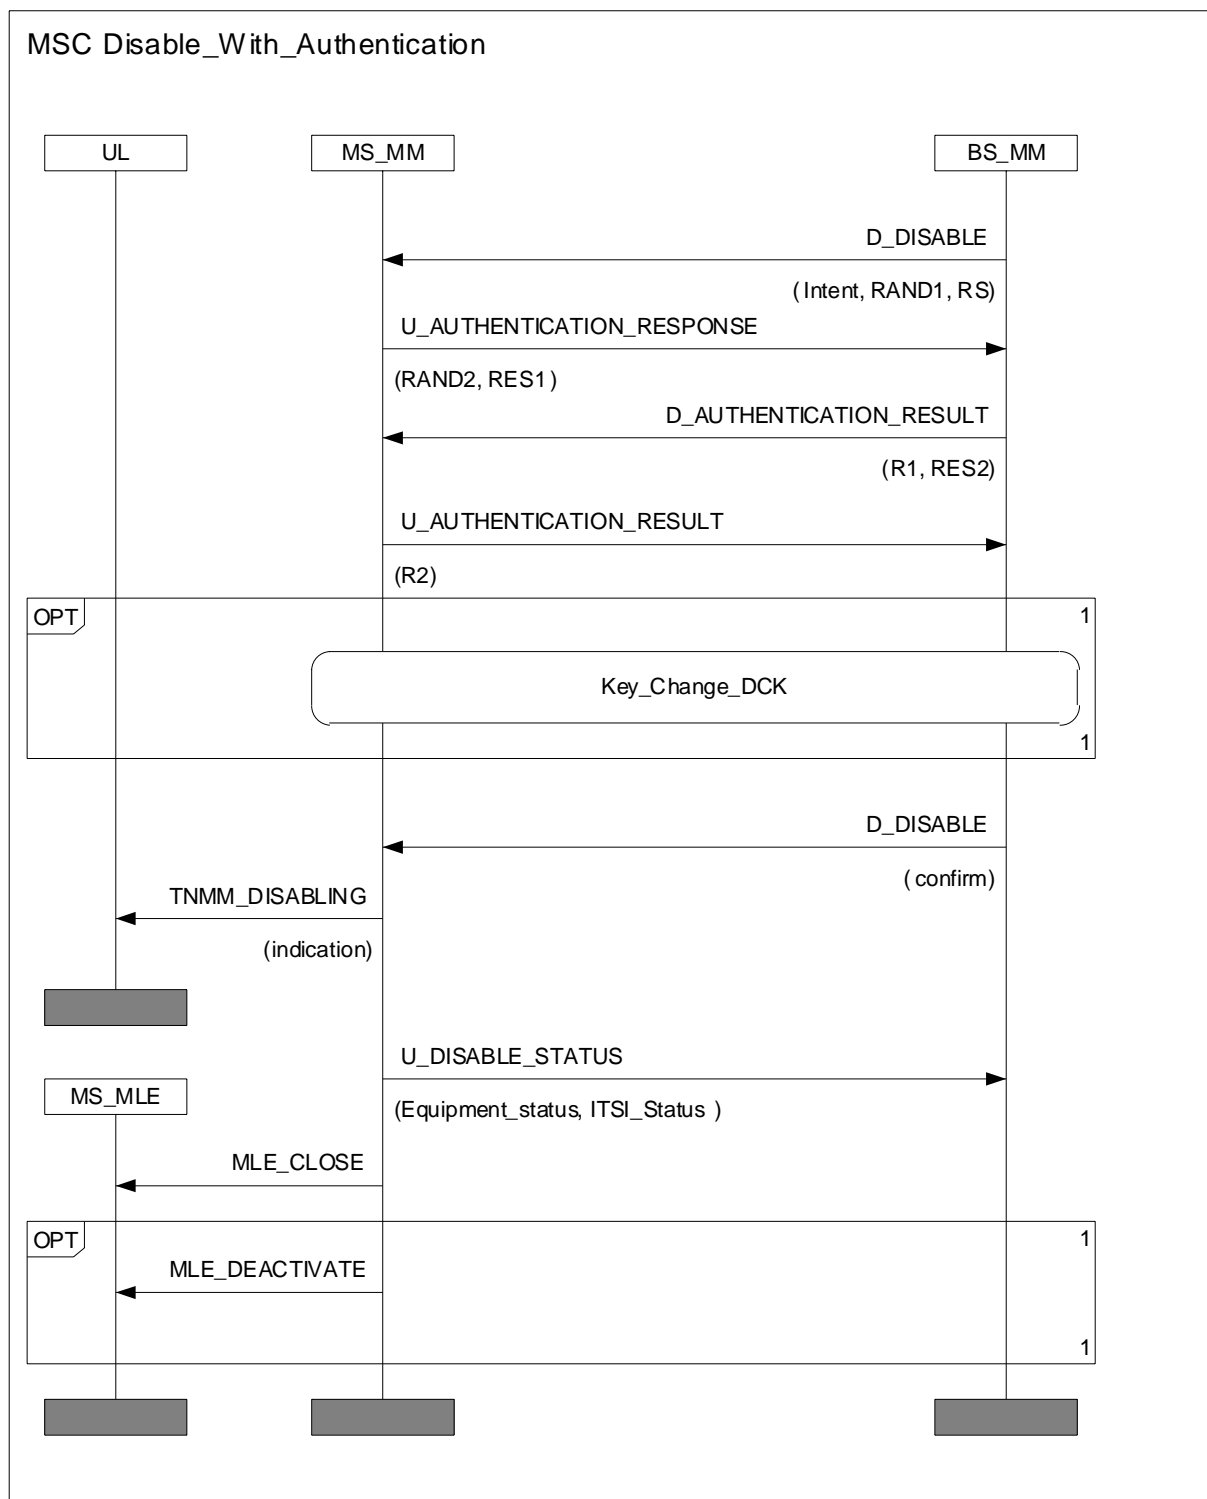 MSC Disable_With_Authentication
UL
MS_MM
BS_MM
D_DISABLE
(Intent, RAND1, RS)
U_AUTHENTICATION_RESPONSE
(RAND2, RES1)
D_AUTHENTICATION_RESULT
(R1, RES2)
U_AUTHENTICATION_RESULT
(R2)
OPT
1
Key_Change_DCK
1
D_DISABLE
(confirm)
TNMM_DISABLING
(indication)
U_DISABLE_STATUS
MS_MLE
(Equipment_status, ITSI_Status )
MLE_CLOSE
OPT
1
MLE_DEACTIVATE
1